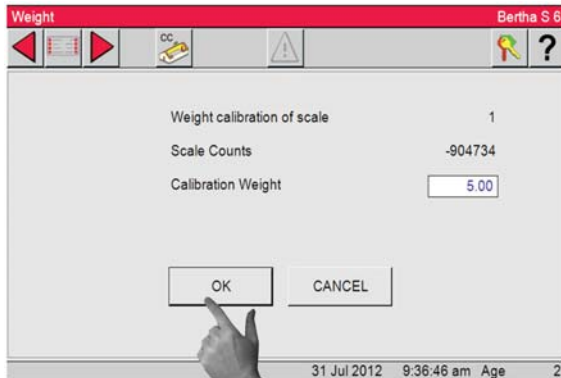 Weight Bertha S 6
CC
?
Weight calibration of scale 1
Scale Counts -904734
Calibration Weight 5.00
OK CANCEL
31 Jul 2012 9:36:46 am Age 2